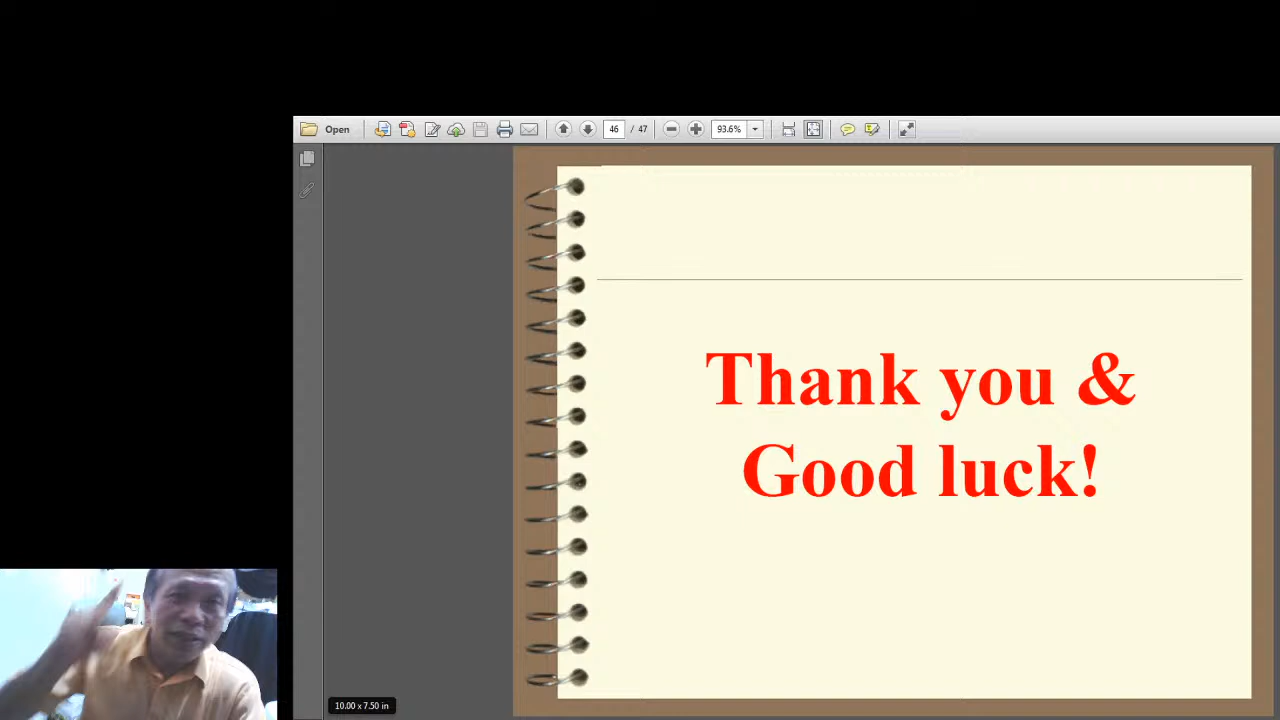 Open 46 / 47 93.6%
Thank you &
Good luck!
10.00 x 7.50 in